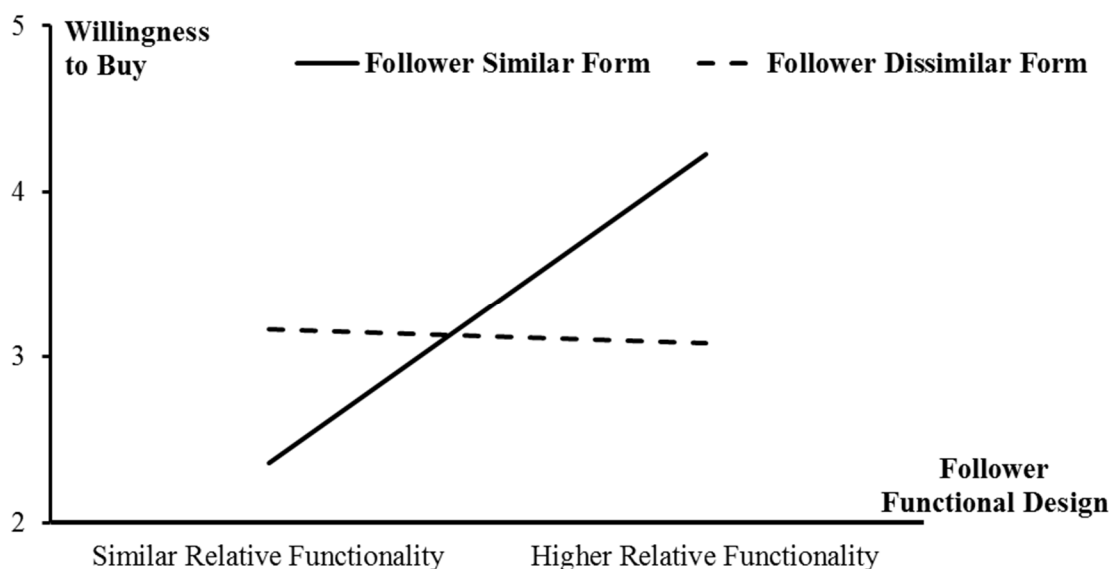 5
Willingness
to Buy
Follower Similar Form
Follower Dissimilar Form
4
3
2
Follower
Functional Design
Similar Relative Functionality
Higher Relative Functionality